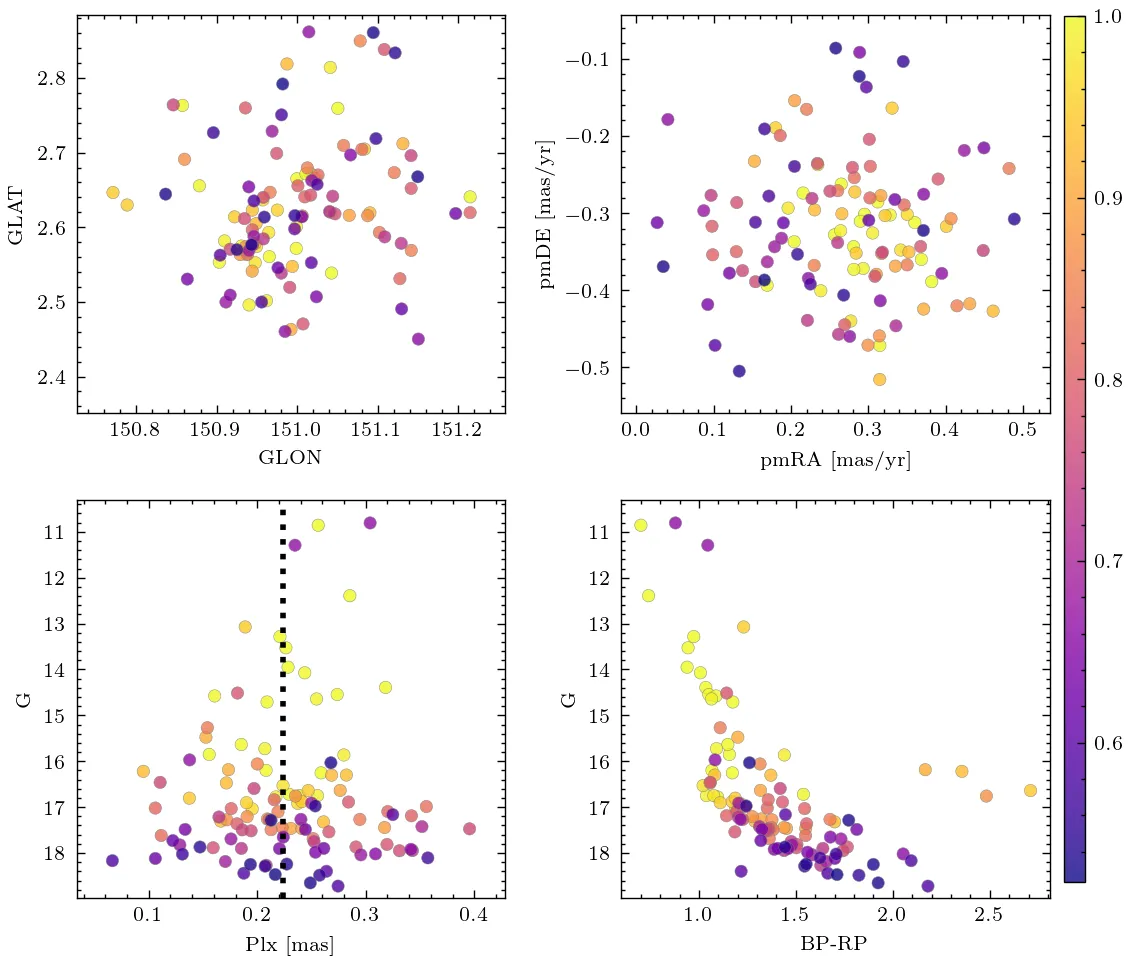 2.8
2.7
2.6
2.5
2.4
GLAT
150.8 150.9 151.0 151.1 151.2
GLON
−0.1
−0.2
−0.3
−0.4
−0.5
pmDE [mas/yr]
0.0 0.1 0.2 0.3 0.4 0.5
pmRA [mas/yr]
1.0
0.9
0.8
0.7
0.6
11
12
13
14
15
16
17
18
G
0.1 0.2 0.3 0.4
Plx [mas]
11
12
13
14
15
16
17
18
G
1.0 1.5 2.0 2.5
BP-RP